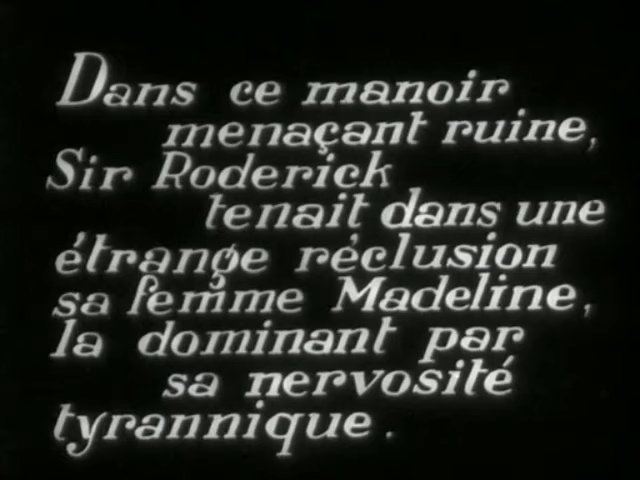 Dans ce manoir
menaçant ruine,
Sir Roderick
tenait dans une
étrange réclusion
sa femme Madeline,
la dominant par
sa nervosité
tyrannique.